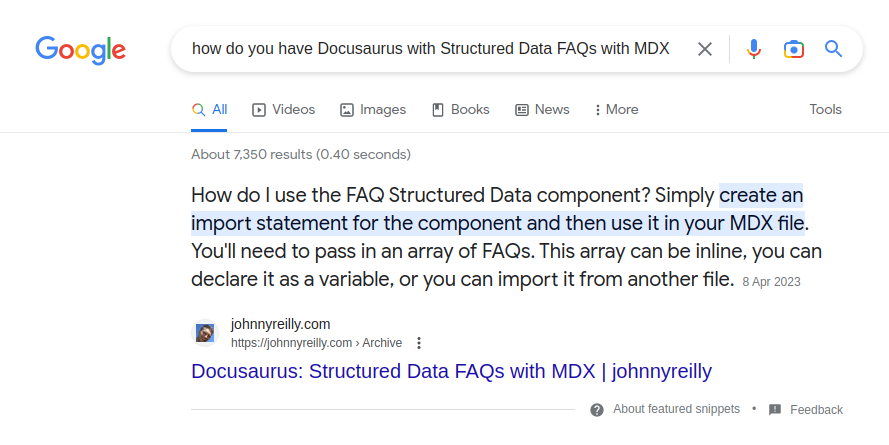 Google
how do you have Docusaurus with Structured Data FAQs with MDX
All Videos Images Books News More Tools
About 7,350 results (0.40 seconds)
How do I use the FAQ Structured Data component? Simply create an
import statement for the component and then use it in your MDX file.
You'll need to pass in an array of FAQs. This array can be inline, you can
declare it as a variable, or you can import it from another file. 8 Apr 2023
johnnyreilly.com
https://johnnyreilly.com › Archive
Docusaurus: Structured Data FAQs with MDX | johnnyreilly
About featured snippets • Feedback